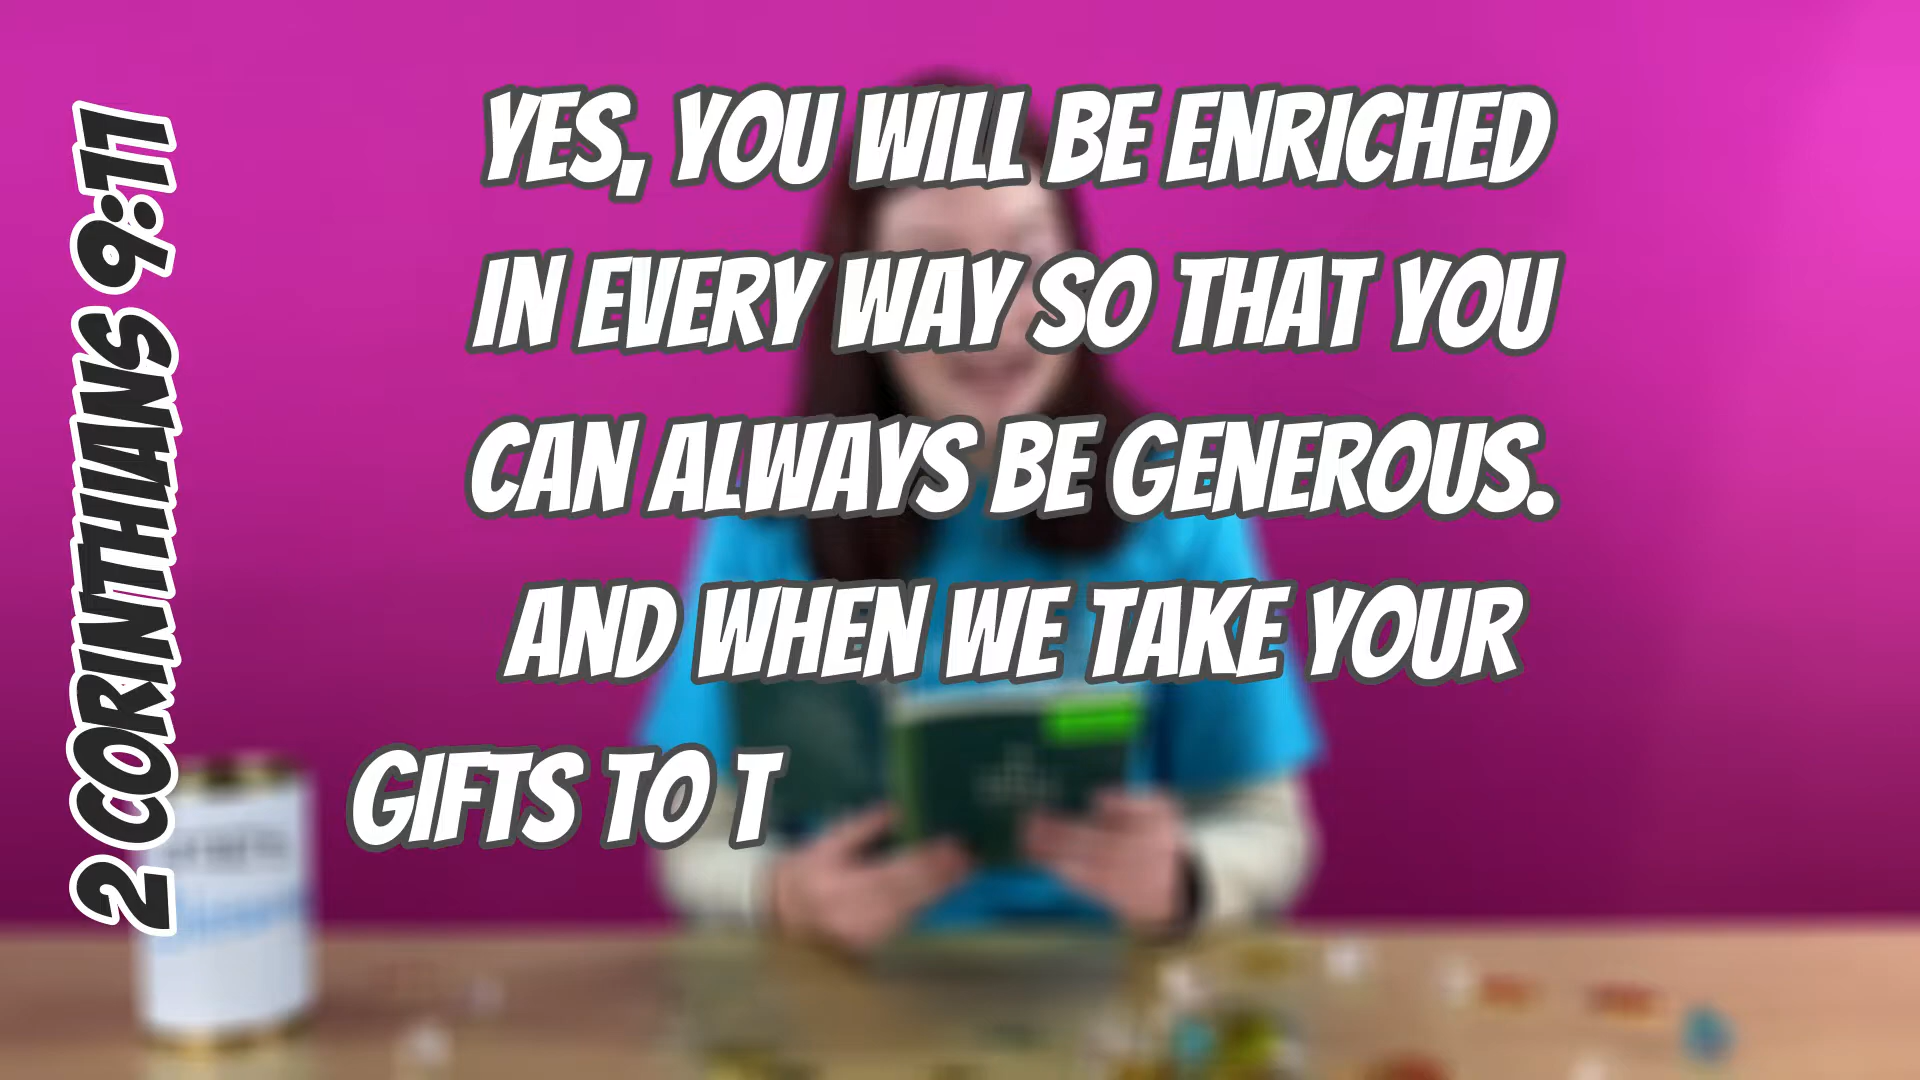 2 CORINTHIANS 9:11
YES, YOU WILL BE ENRICHED
IN EVERY WAY SO THAT YOU
CAN ALWAYS BE GENEROUS.
AND WHEN WE TAKE YOUR
GIFTS TO T